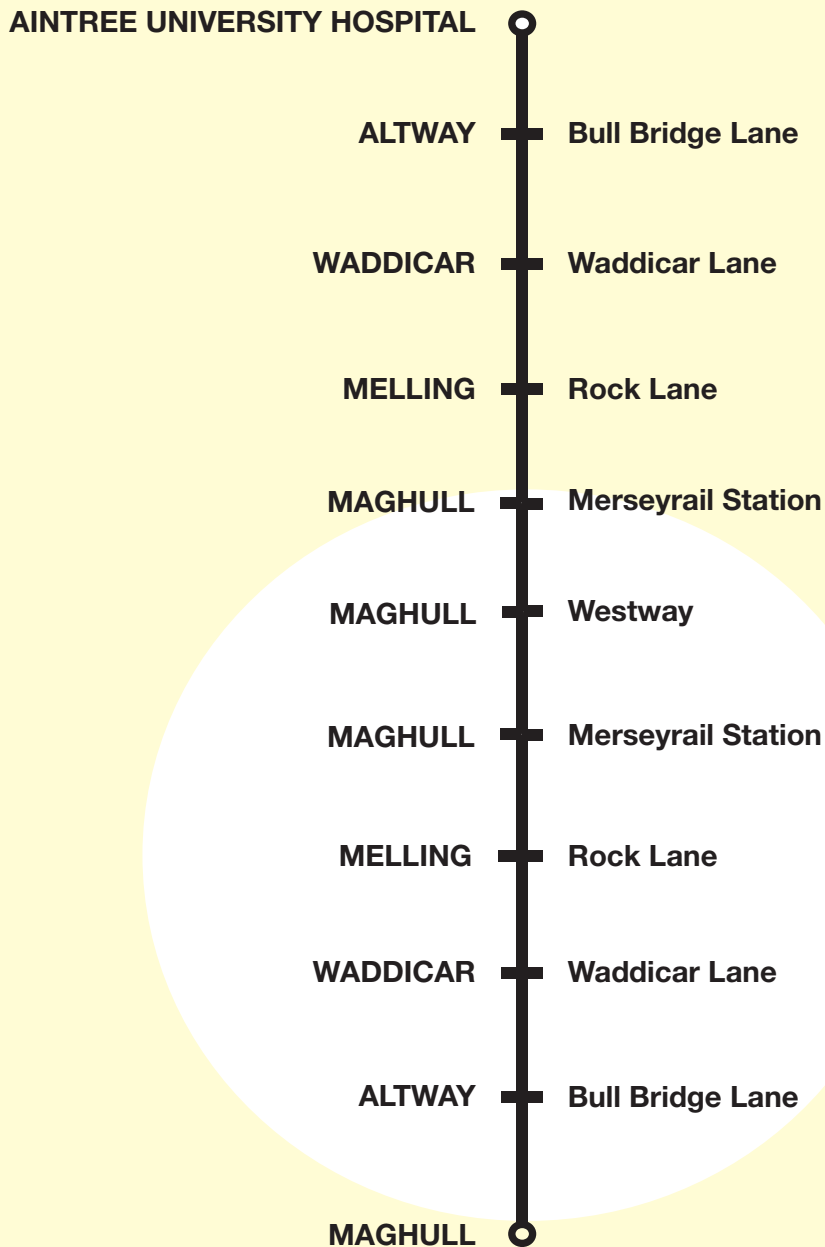 AINTREE UNIVERSITY HOSPITAL
ALTWAY Bull Bridge Lane
WADDICAR Waddicar Lane
MELLING Rock Lane
MAGHULL Merseyrail Station
MAGHULL Westway
MAGHULL Merseyrail Station
MELLING Rock Lane
WADDICAR Waddicar Lane
ALTWAY Bull Bridge Lane
MAGHULL